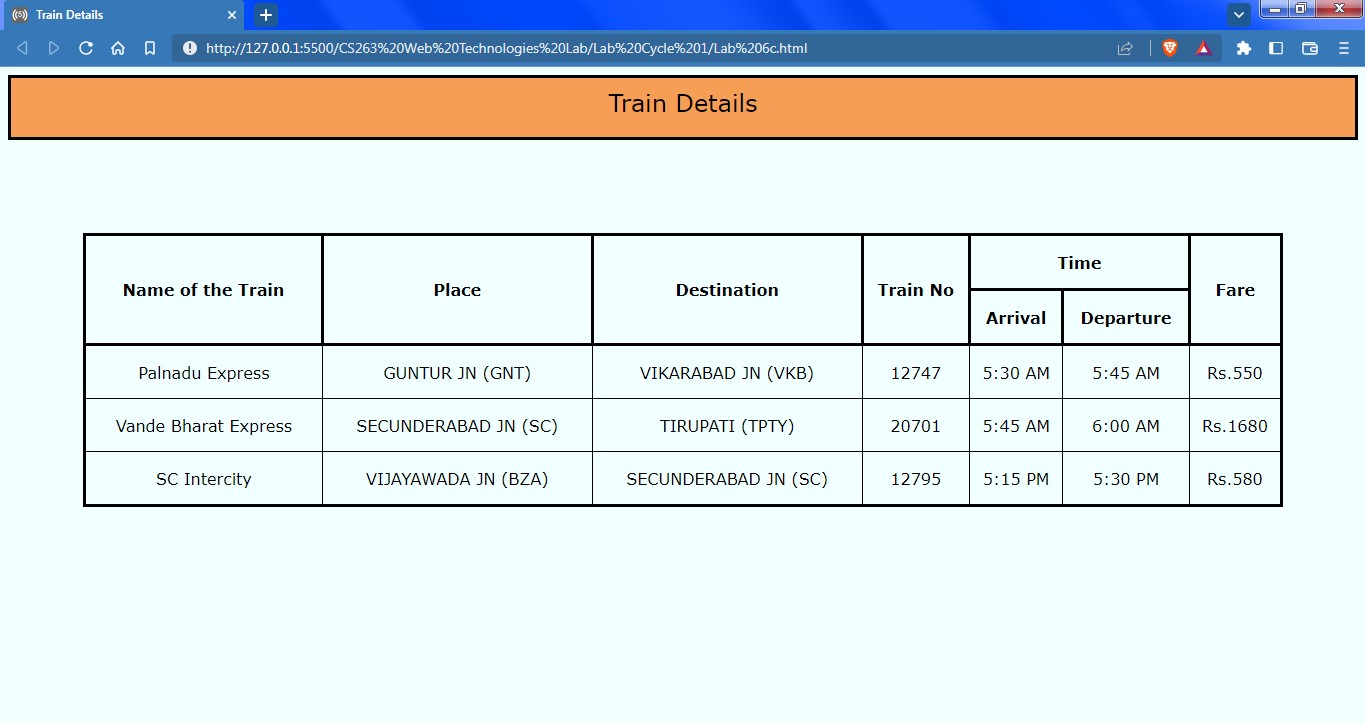 Train Details
http://127.0.0.1:5500/CS263%20Web%20Technologies%20Lab/Lab%20Cycle%201/Lab%206c.html
Train Details
Name of the Train Place Destination Train No Time Fare
Arrival Departure
Palnadu Express GUNTUR JN (GNT) VIKARABAD JN (VKB) 12747 5:30 AM 5:45 AM Rs.550
Vande Bharat Express SECUNDERABAD JN (SC) TIRUPATI (TPTY) 20701 5:45 AM 6:00 AM Rs.1680
SC Intercity VIJAYAWADA JN (BZA) SECUNDERABAD JN (SC) 12795 5:15 PM 5:30 PM Rs.580